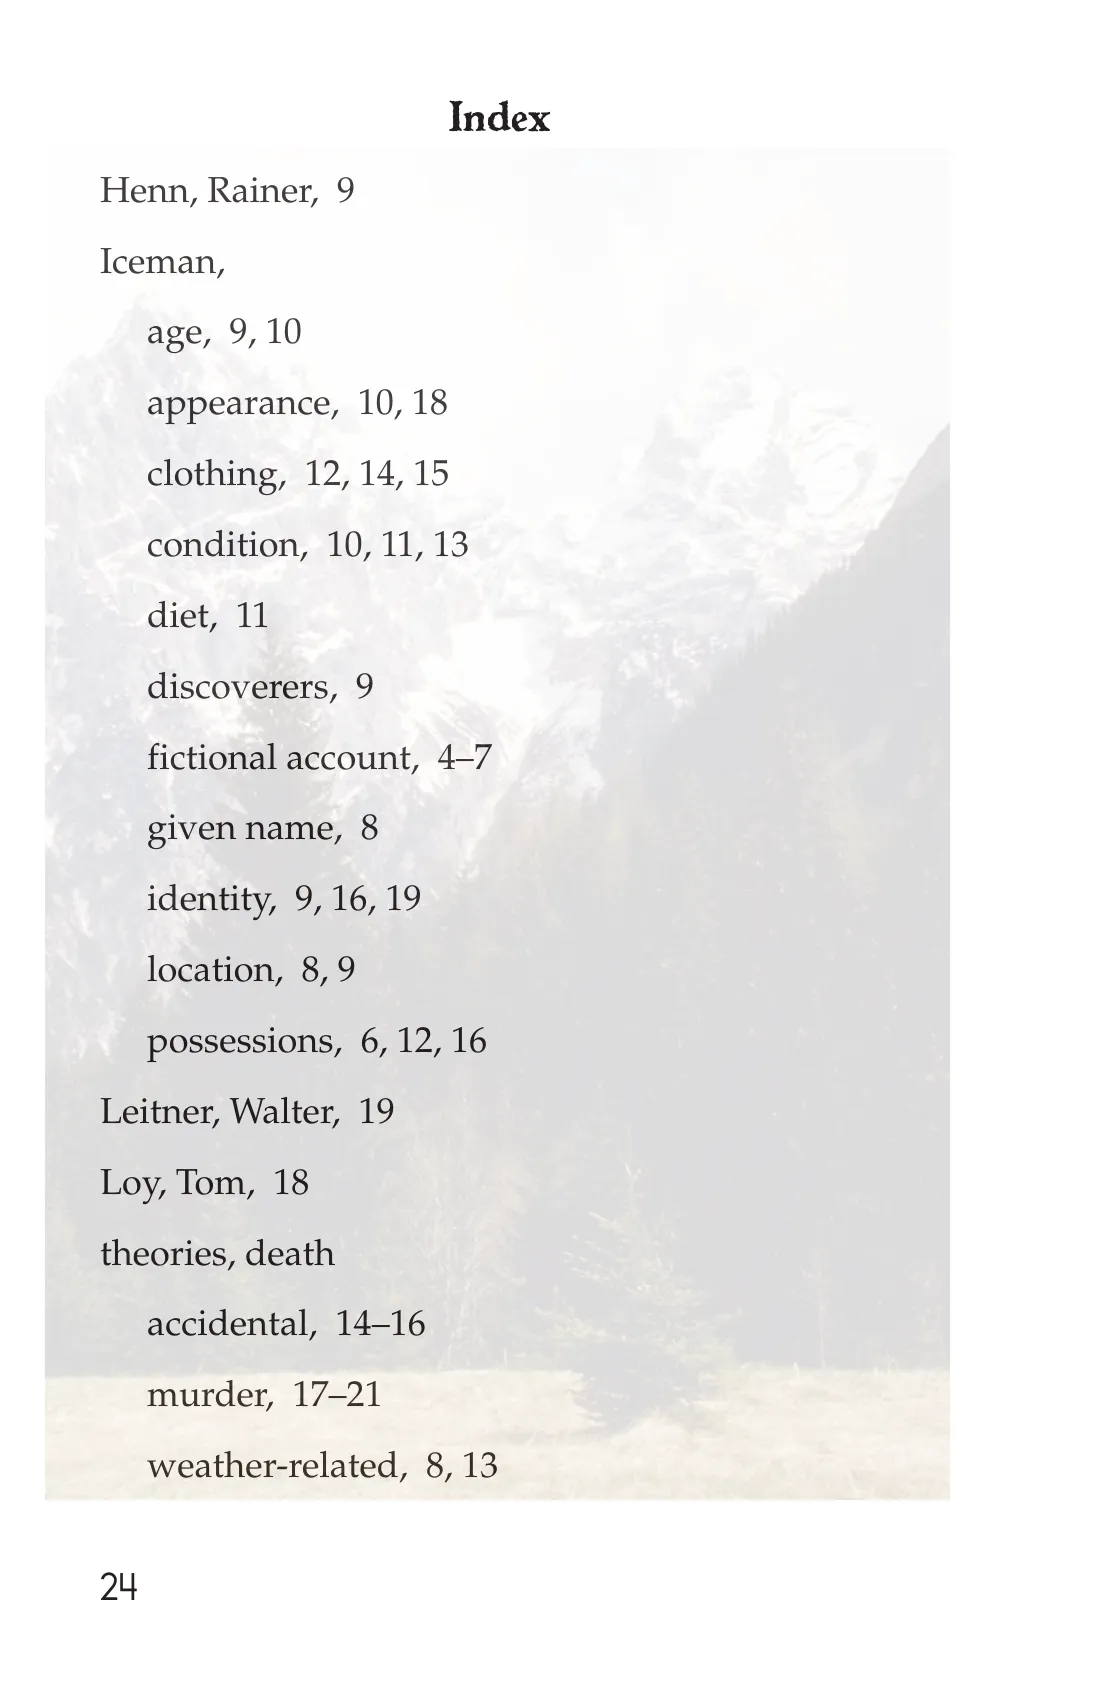 Index
Henn, Rainer, 9
Iceman,
age, 9, 10
appearance, 10, 18
clothing, 12, 14, 15
condition, 10, 11, 13
diet, 11
discoverers, 9
fictional account, 4–7
given name, 8
identity, 9, 16, 19
location, 8, 9
possessions, 6, 12, 16
Leitner, Walter, 19
Loy, Tom, 18
theories, death
accidental, 14–16
murder, 17–21
weather-related, 8, 13
24